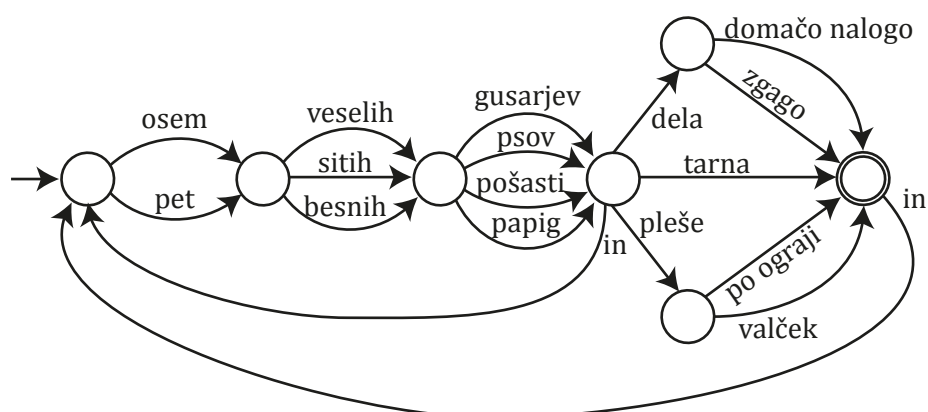 osem
pet
veselih
sitih
besnih
gusarjev
psov
pošasti
papig
in
dela
tarna
pleše
domačo nalogo
zgago
po ograji
valček
in